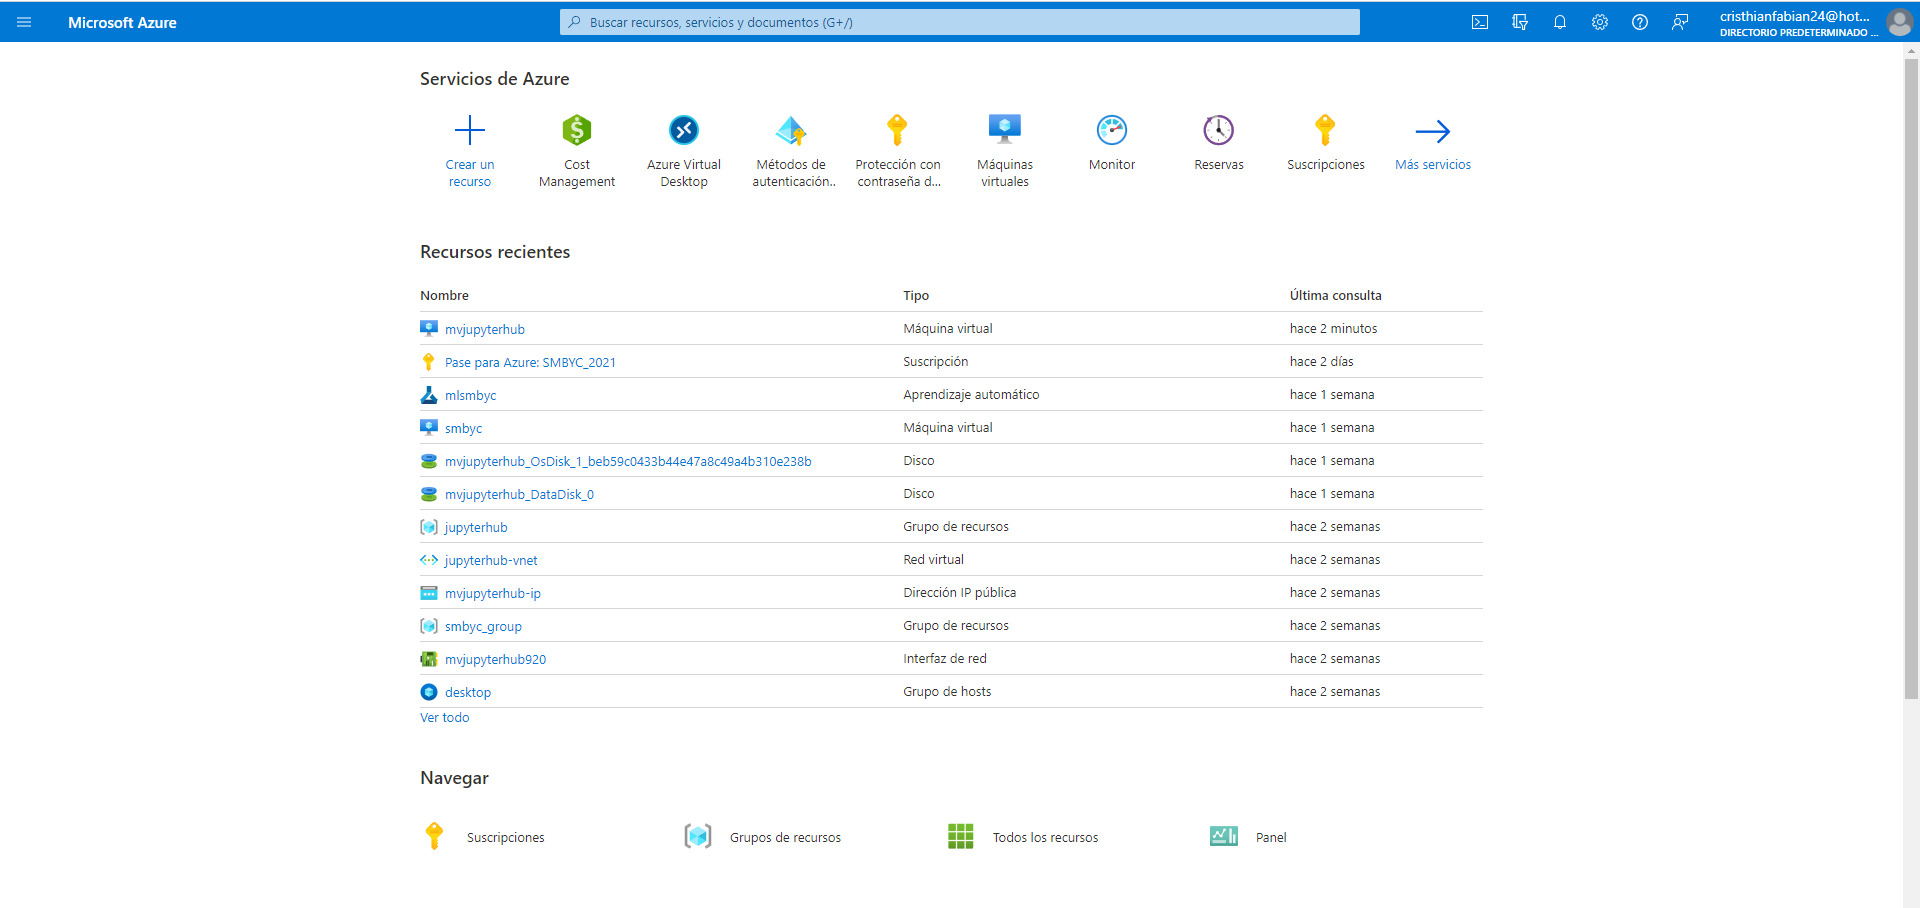 Microsoft Azure
Buscar recursos, servicios y documentos (G+/)
cristhianfabian24@hot...
DIRECTORIO PREDETERMINADO ...
Servicios de Azure
Crear un
recurso
Cost
Management
Azure Virtual
Desktop
Métodos de
autenticación..
Protección con
contraseña d...
Máquinas
virtuales
Monitor
Reservas
Suscripciones
Más servicios
Recursos recientes
Nombre Tipo Última consulta
mvjupyterhub Máquina virtual hace 2 minutos
Pase para Azure: SMBYC_2021 Suscripción hace 2 días
mlsmbyc Aprendizaje automático hace 1 semana
smbyc Máquina virtual hace 1 semana
mvjupyterhub_OsDisk_1_beb59c0433b44e47a8c49a4b310e238b Disco hace 1 semana
mvjupyterhub_DataDisk_0 Disco hace 1 semana
jupyterhub Grupo de recursos hace 2 semanas
jupyterhub-vnet Red virtual hace 2 semanas
mvjupyterhub-ip Dirección IP pública hace 2 semanas
smbyc_group Grupo de recursos hace 2 semanas
mvjupyterhub920 Interfaz de red hace 2 semanas
desktop Grupo de hosts hace 2 semanas
Ver todo
Navegar
Suscripciones Grupos de recursos Todos los recursos Panel